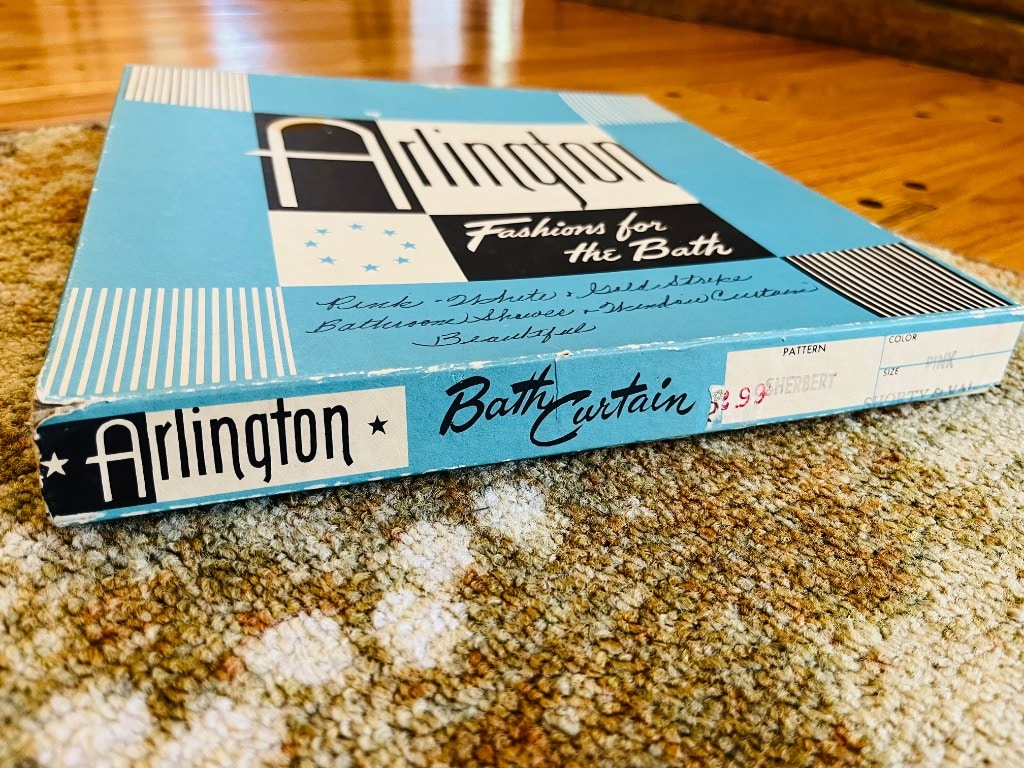 Arlington
Fashions for
the Bath
Pink - White & Gold Stripe
Bathroom Shower & Window Curtain
Beautiful
Arlington
Bath Curtain
PATTERN
SHERBERT
COLOR
PINK
SIZE
.99